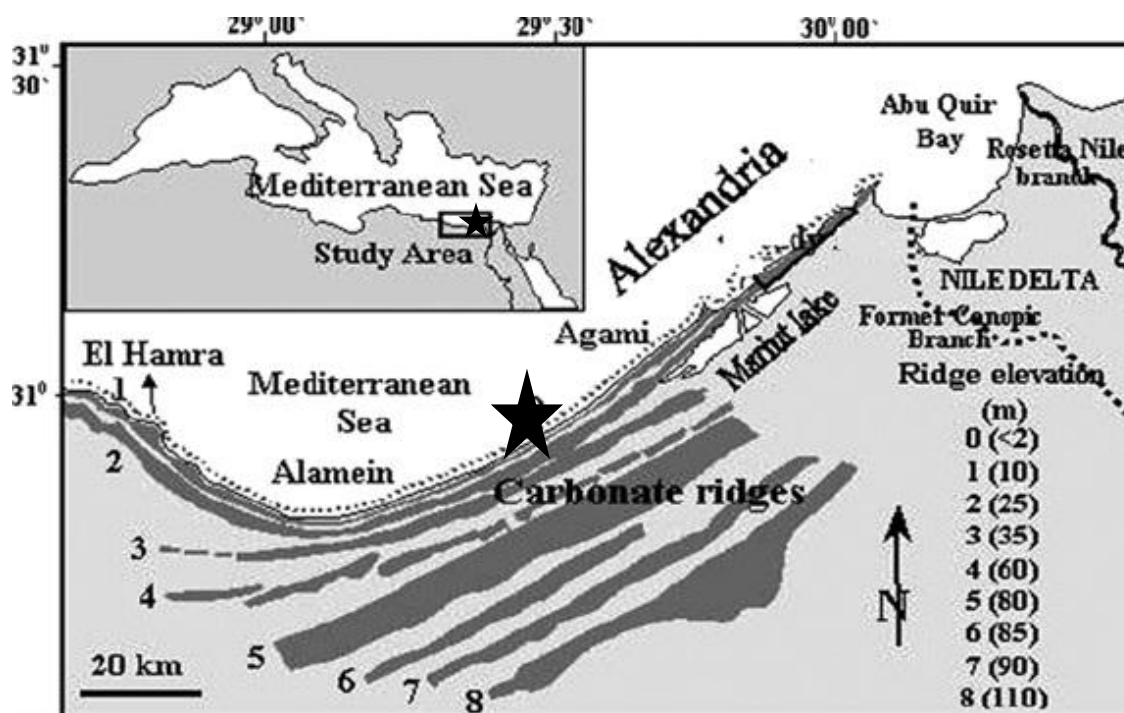 29° 00'
29° 30'
30° 00'
31°
30'
31°
Mediterranean Sea
Study Area
Alexandria
Abu Quir
Bay
Rosetta Nile
branch
NILE DELTA
Former Canopic
Branch
Mariut lake
Agami
El Hamra
Mediterranean
Sea
Alamein
Carbonate ridges
Ridge elevation
(m)
0 (<2)
1 (10)
2 (25)
3 (35)
4 (60)
5 (80)
6 (85)
7 (90)
8 (110)
N
1
2
3
4
5
6
7
8
20 km